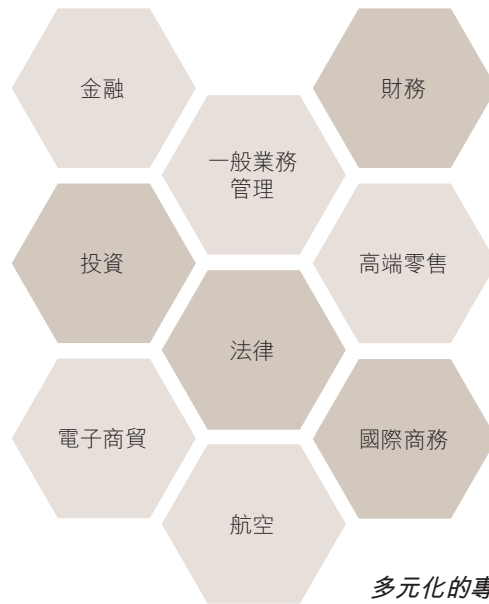 金融
財務
一般業務
管理
投資
高端零售
法律
電子商貿
國際商務
航空
多元化的專